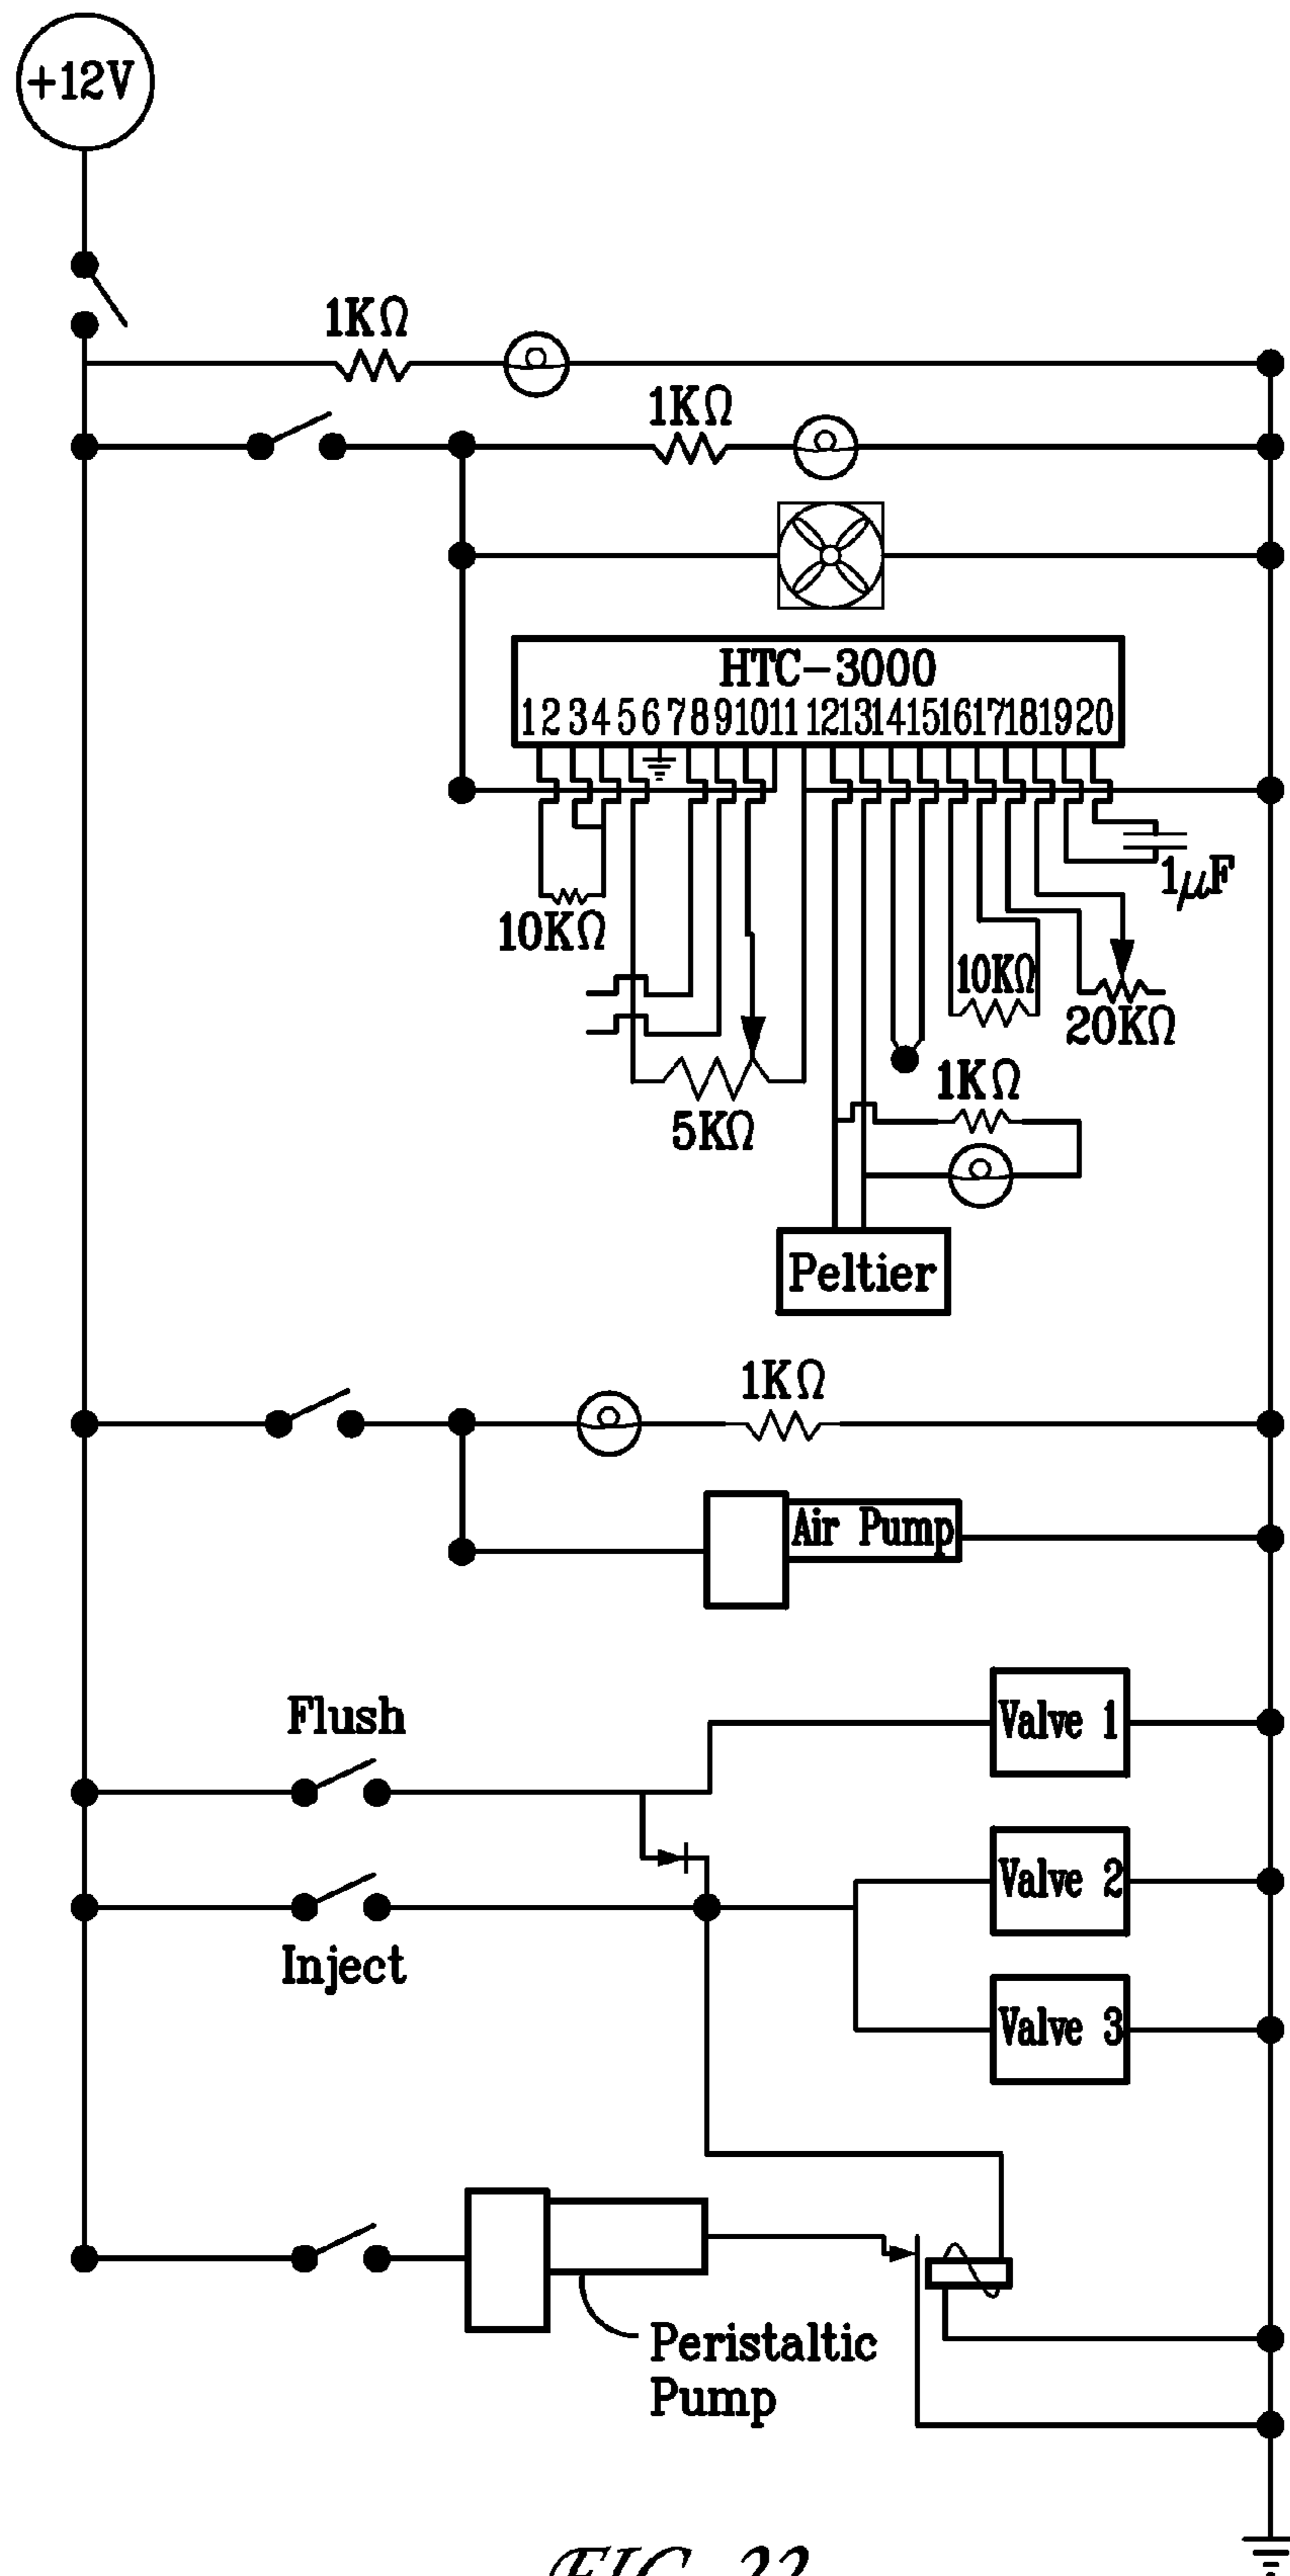 +12V
1KΩ
1KΩ
HTC-3000
1 2 3 4 5 6 7 8 9 10 11 12 13 14 15 16 17 18 19 20
1μF
10KΩ
10KΩ
20KΩ
1KΩ
5KΩ
Peltier
1KΩ
Air Pump
Flush
Valve 1
Valve 2
Inject
Valve 3
Peristaltic
Pump
FIG. 22